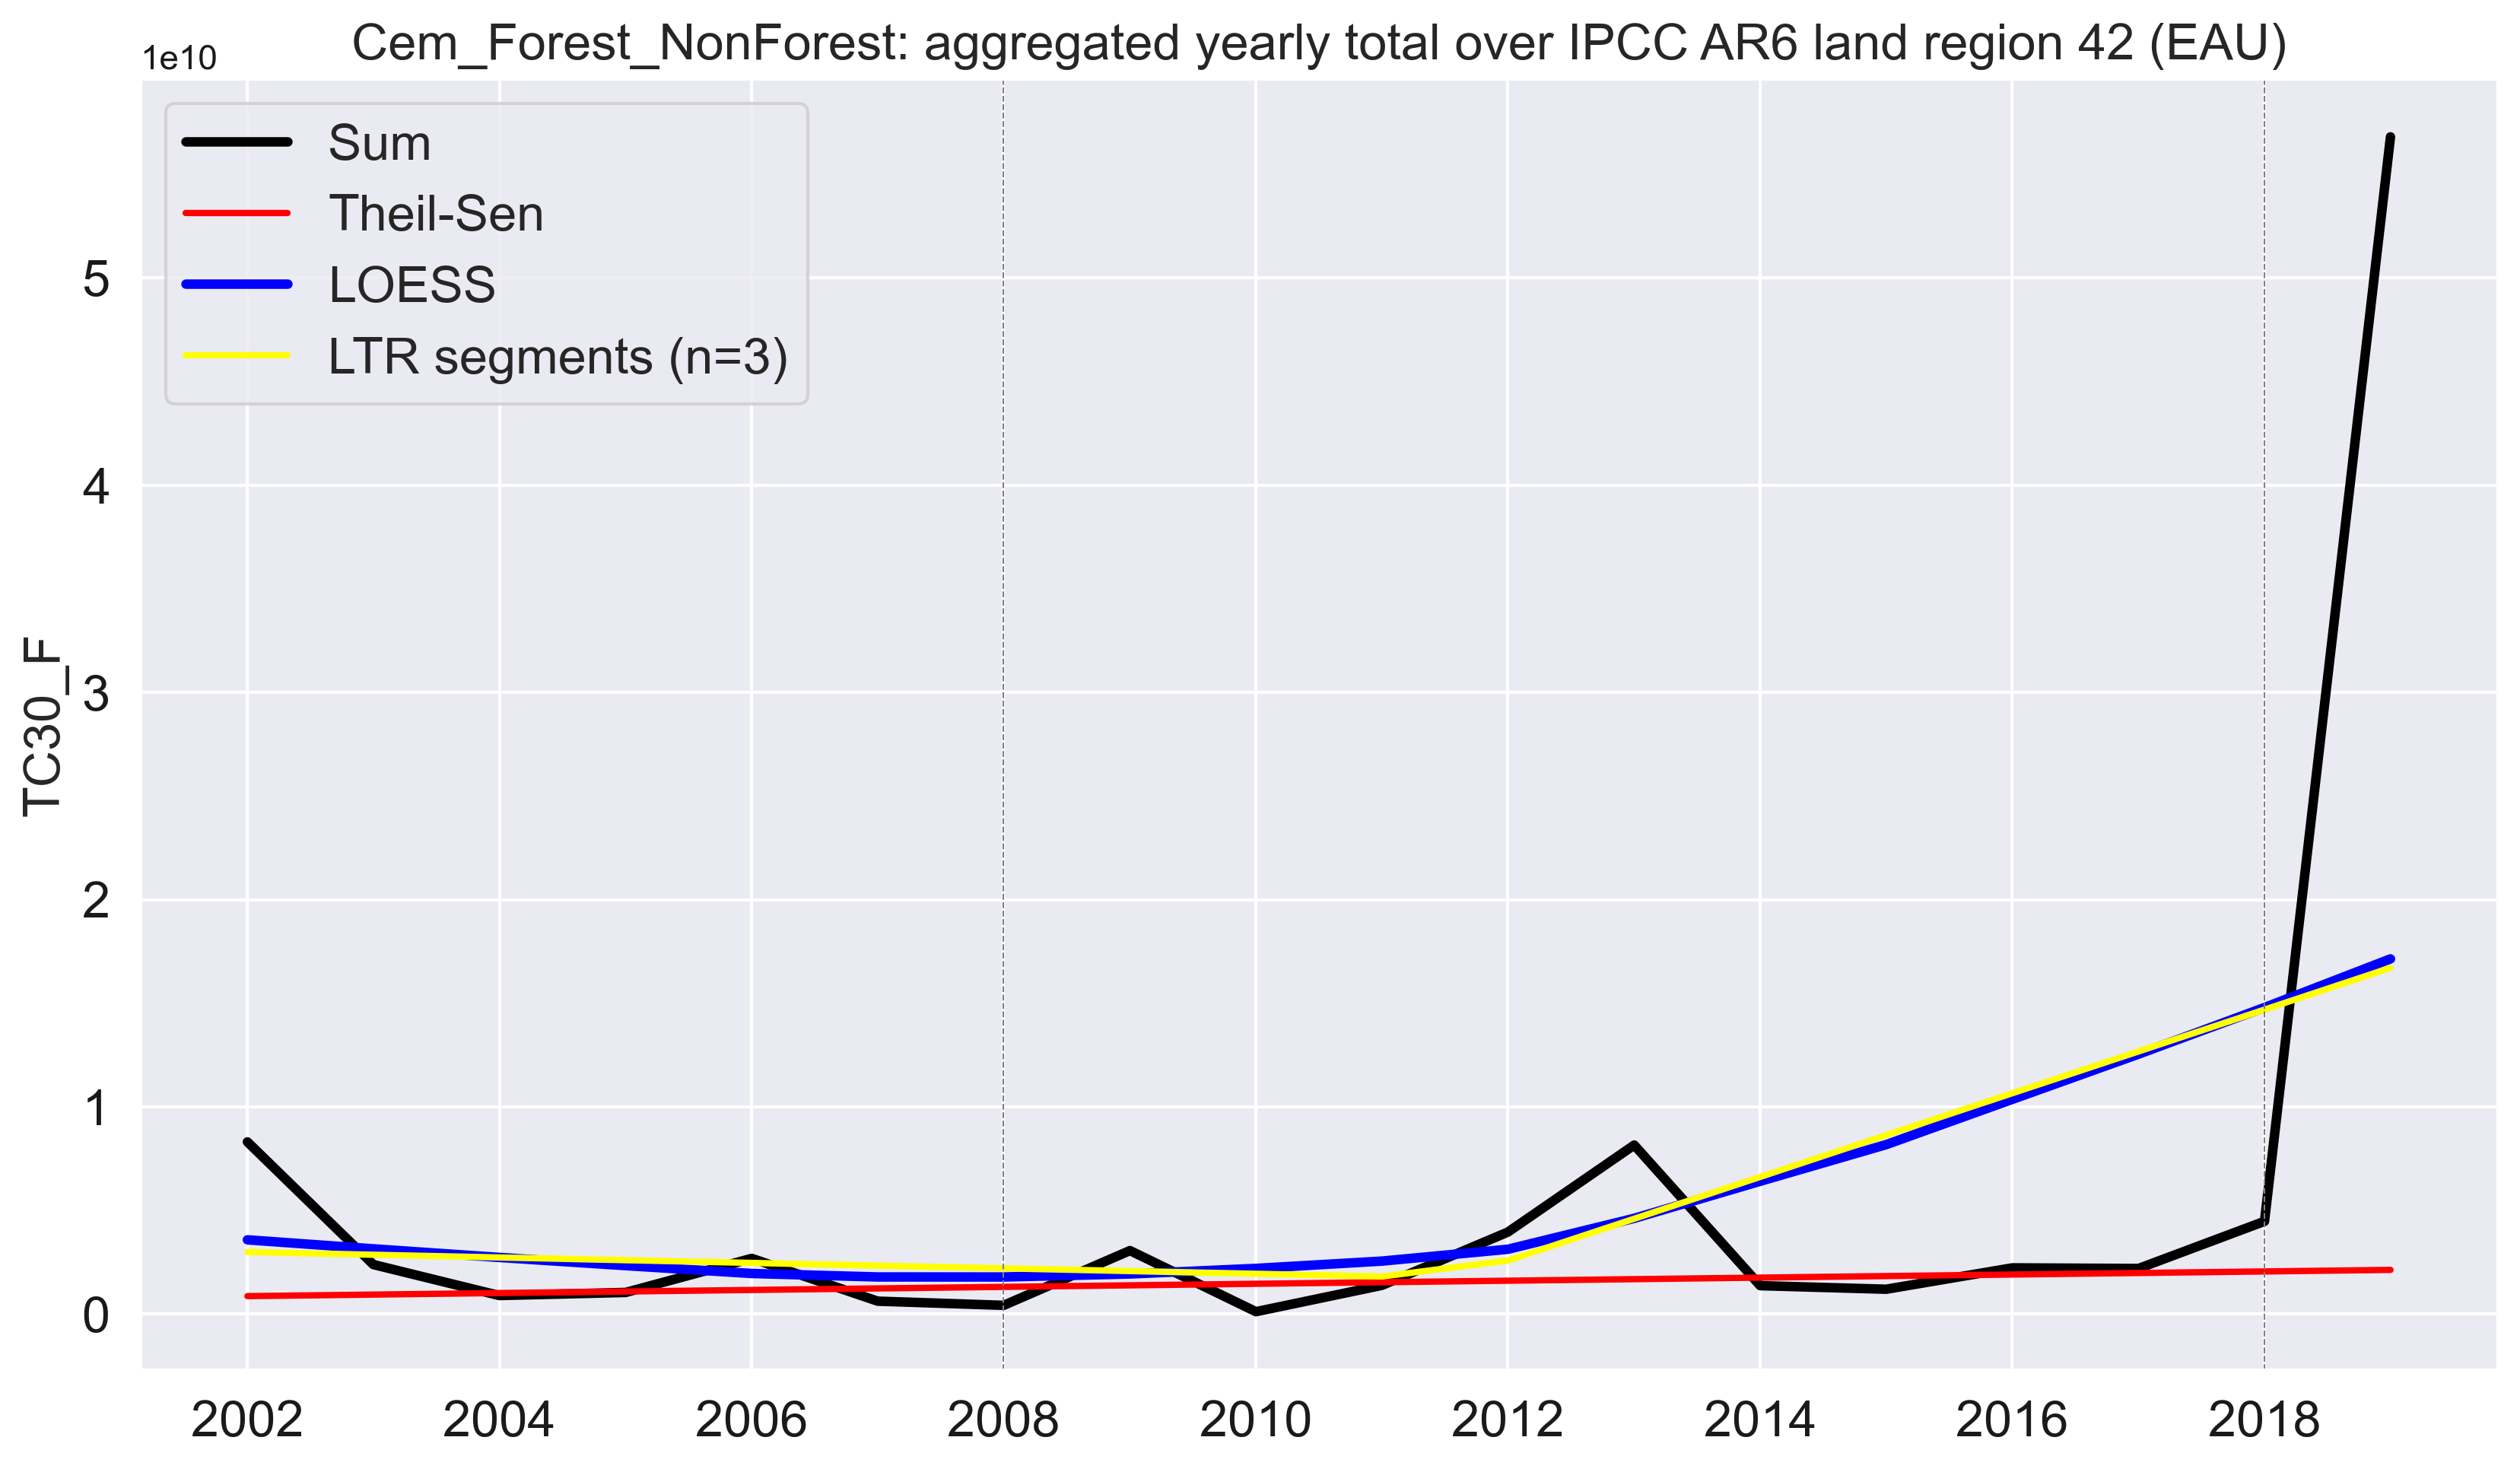 Cem_Forest_NonForest: aggregated yearly total over IPCC AR6 land region 42 (EAU)
1e10
Sum
Theil-Sen
LOESS
LTR segments (n=3)
TC30_F
5
4
3
2
1
0
2002 2004 2006 2008 2010 2012 2014 2016 2018